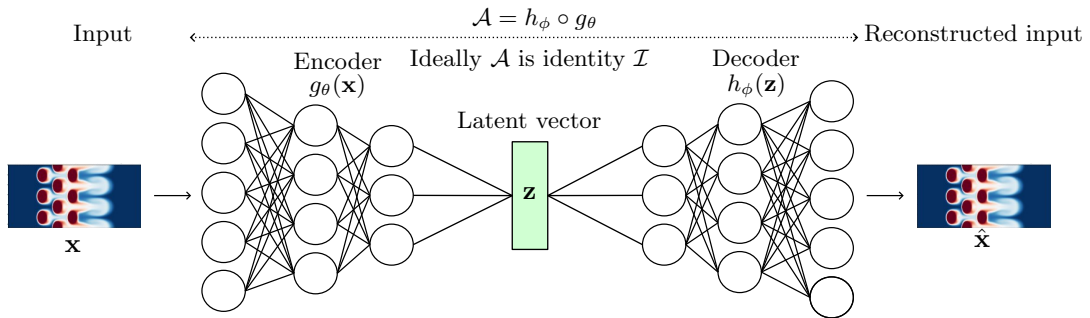 𝒜 = h_ϕ ∘ g_θ
Input
Reconstructed input
Encoder
g_θ(𝐱)
Ideally 𝒜 is identity ℐ
Decoder
h_ϕ(𝐳)
Latent vector
𝐳
𝐱
𝐱̂